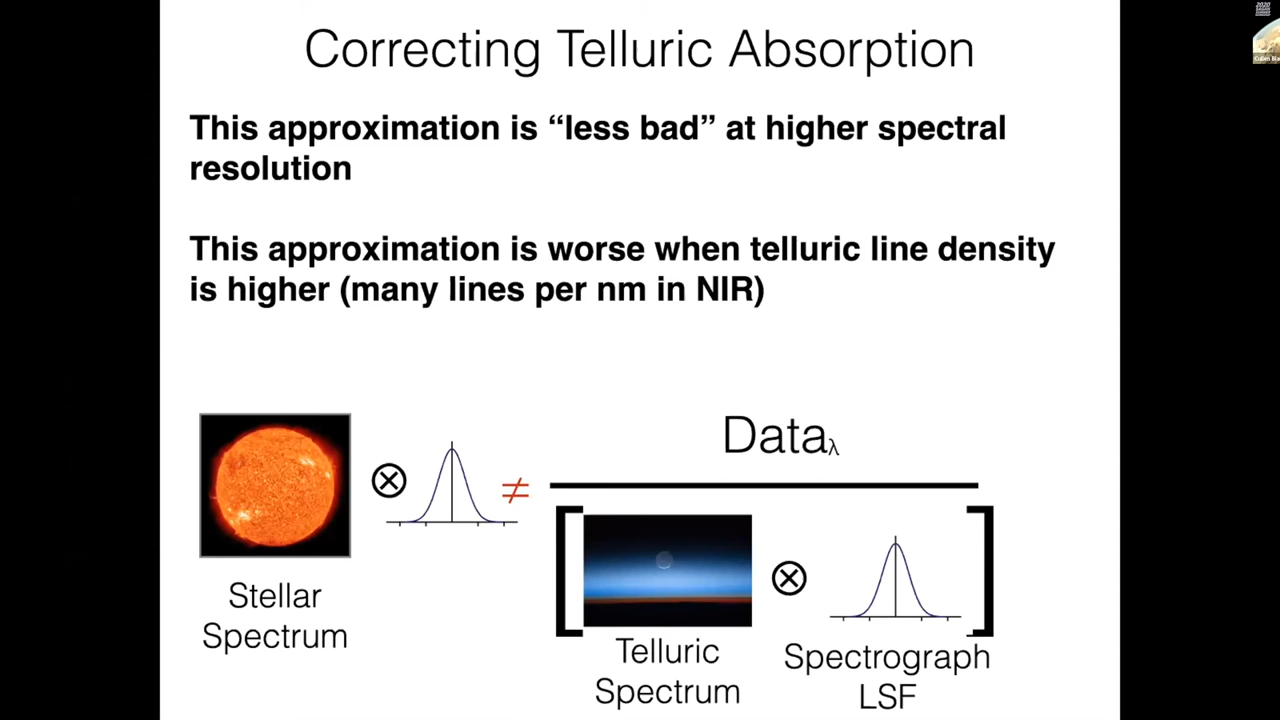 Correcting Telluric Absorption
This approximation is “less bad” at higher spectral
resolution
This approximation is worse when telluric line density
is higher (many lines per nm in NIR)
Dataλ
⊗
≠
[
⊗
]
Stellar
Spectrum
Telluric
Spectrum
Spectrograph
LSF